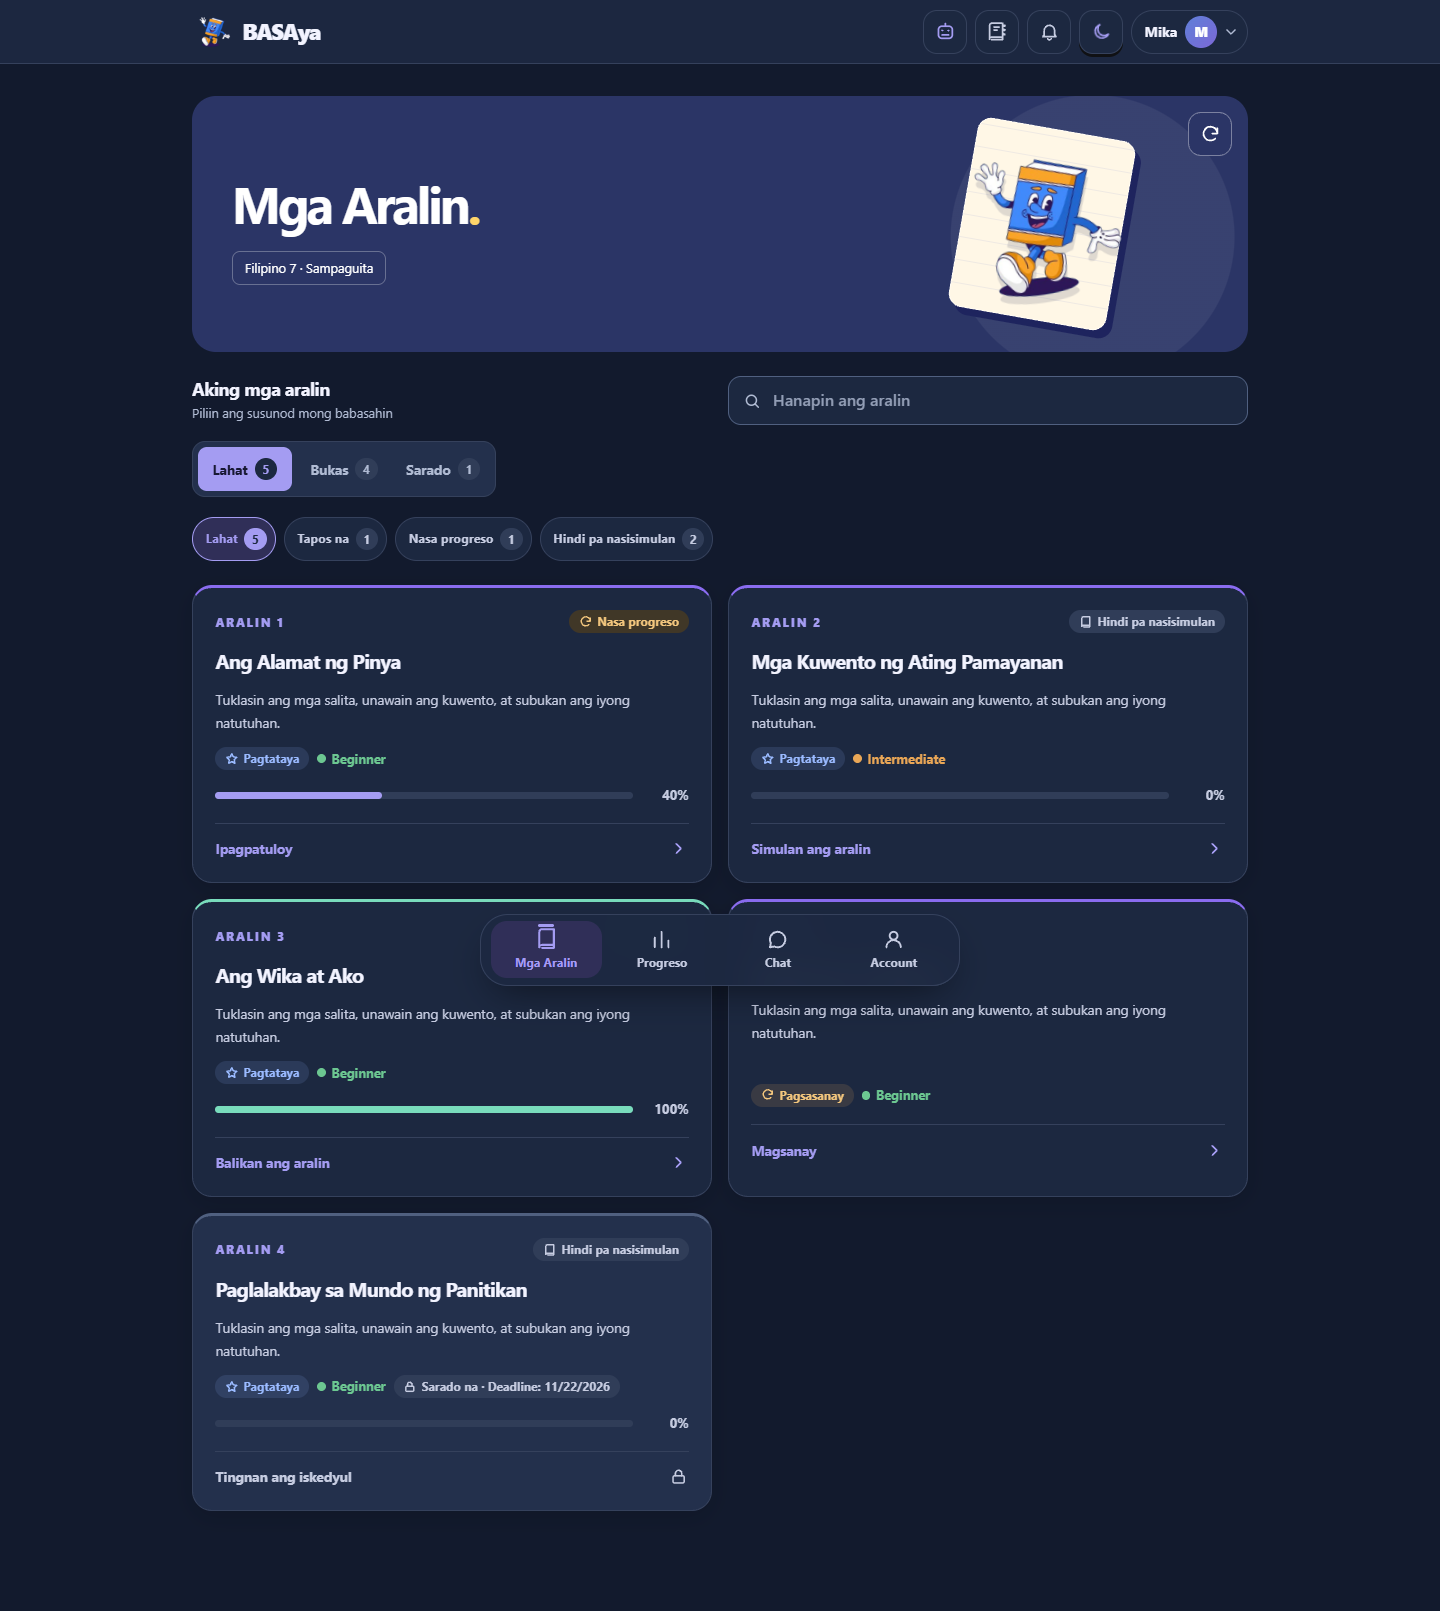 BASAya
Mika
M
Mga Aralin.
Filipino 7 · Sampaguita
Aking mga aralin
Piliin ang susunod mong babasahin
Hanapin ang aralin
Lahat 5
Bukas 4
Sarado 1
Lahat 5
Tapos na 1
Nasa progreso 1
Hindi pa nasisimulan 2
ARALIN 1
Nasa progreso
Ang Alamat ng Pinya
Tuklasin ang mga salita, unawain ang kuwento, at subukan ang iyong
natutuhan.
Pagtataya
Beginner
40%
Ipagpatuloy
ARALIN 2
Hindi pa nasisimulan
Mga Kuwento ng Ating Pamayanan
Tuklasin ang mga salita, unawain ang kuwento, at subukan ang iyong
natutuhan.
Pagtataya
Intermediate
0%
Simulan ang aralin
ARALIN 3
Ang Wika at Ako
Tuklasin ang mga salita, unawain ang kuwento, at subukan ang iyong
natutuhan.
Pagtataya
Beginner
100%
Balikan ang aralin
Mga Aralin
Progreso
Chat
Account
Tuklasin ang mga salita, unawain ang kuwento, at subukan ang iyong
natutuhan.
Pagsasanay
Beginner
Magsanay
ARALIN 4
Hindi pa nasisimulan
Paglalakbay sa Mundo ng Panitikan
Tuklasin ang mga salita, unawain ang kuwento, at subukan ang iyong
natutuhan.
Pagtataya
Beginner
Sarado na · Deadline: 11/22/2026
0%
Tingnan ang iskedyul